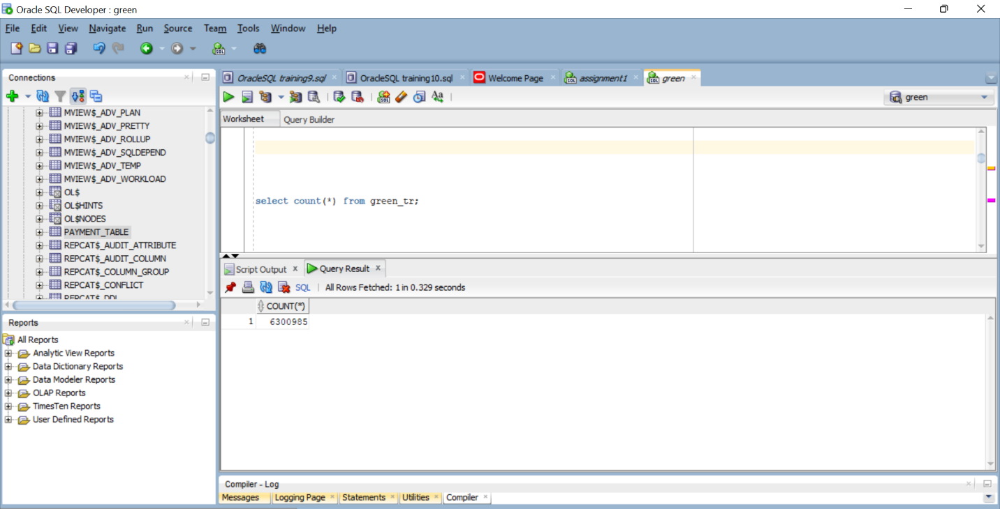 Oracle SQL Developer : green
File Edit View Navigate Run Source Team Tools Window Help
Connections
MVIEW$_ADV_PLAN
MVIEW$_ADV_PRETTY
MVIEW$_ADV_ROLLUP
MVIEW$_ADV_SQLDEPEND
MVIEW$_ADV_TEMP
MVIEW$_ADV_WORKLOAD
OL$
OL$HINTS
OL$NODES
PAYMENT_TABLE
REPCAT$_AUDIT_ATTRIBUTE
REPCAT$_AUDIT_COLUMN
REPCAT$_COLUMN_GROUP
REPCAT$_CONFLICT
REPCAT$_DDL
Reports
All Reports
Analytic View Reports
Data Dictionary Reports
Data Modeler Reports
OLAP Reports
TimesTen Reports
User Defined Reports
OracleSQL training9.sql OracleSQL training10.sql Welcome Page assignment1 green
green
Worksheet Query Builder
select count(*) from green_tr;
Script Output x Query Result x
SQL | All Rows Fetched: 1 in 0.329 seconds
COUNT(*)
1 6300985
Compiler - Log
Messages Logging Page Statements Utilities Compiler